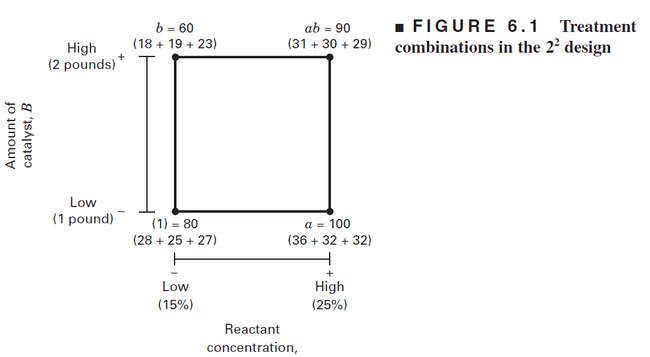 b = 60
(18 + 19 + 23)
ab = 90
(31 + 30 + 29)
■ FIGURE 6.1 Treatment
combinations in the 2² design
High
(2 pounds)
+
Amount of
catalyst, B
Low
(1 pound)
−
(1) = 80
(28 + 25 + 27)
a = 100
(36 + 32 + 32)
−
Low
(15%)
+
High
(25%)
Reactant
concentration,